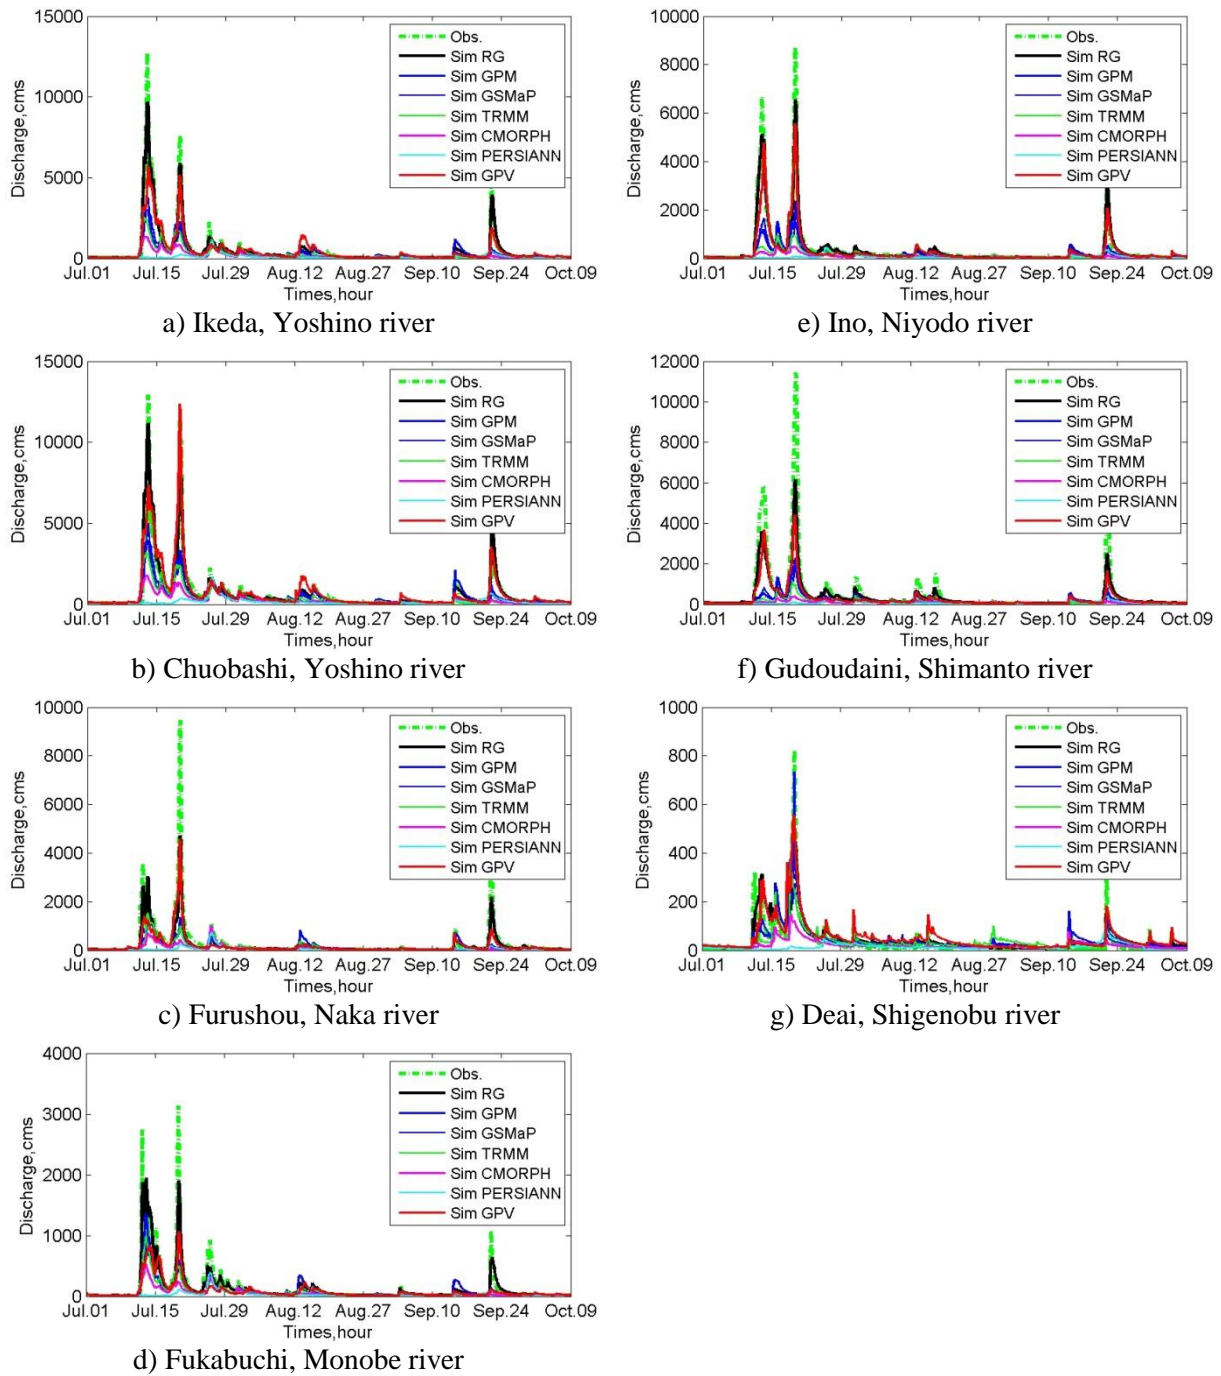 15000
10000
5000
0
Discharge,cms
Obs.
Sim RG
Sim GPM
Sim GSMaP
Sim TRMM
Sim CMORPH
Sim PERSIANN
Sim GPV
Jul.01 Jul.15 Jul.29 Aug.12 Aug.27 Sep.10 Sep.24 Oct.09
Times,hour
a) Ikeda, Yoshino river
15000
10000
5000
0
Discharge,cms
Obs.
Sim RG
Sim GPM
Sim GSMaP
Sim TRMM
Sim CMORPH
Sim PERSIANN
Sim GPV
Jul.01 Jul.15 Jul.29 Aug.12 Aug.27 Sep.10 Sep.24 Oct.09
Times,hour
b) Chuobashi, Yoshino river
10000
8000
6000
4000
2000
0
Discharge,cms
Obs.
Sim RG
Sim GPM
Sim GSMaP
Sim TRMM
Sim CMORPH
Sim PERSIANN
Sim GPV
Jul.01 Jul.15 Jul.29 Aug.12 Aug.27 Sep.10 Sep.24 Oct.09
Times,hour
c) Furushou, Naka river
4000
3000
2000
1000
0
Discharge,cms
Obs.
Sim RG
Sim GPM
Sim GSMaP
Sim TRMM
Sim CMORPH
Sim PERSIANN
Sim GPV
Jul.01 Jul.15 Jul.29 Aug.12 Aug.27 Sep.10 Sep.24 Oct.09
Times,hour
d) Fukabuchi, Monobe river
10000
8000
6000
4000
2000
0
Discharge,cms
Obs.
Sim RG
Sim GPM
Sim GSMaP
Sim TRMM
Sim CMORPH
Sim PERSIANN
Sim GPV
Jul.01 Jul.15 Jul.29 Aug.12 Aug.27 Sep.10 Sep.24 Oct.09
Times,hour
e) Ino, Niyodo river
12000
10000
8000
6000
4000
2000
0
Discharge,cms
Obs.
Sim RG
Sim GPM
Sim GSMaP
Sim TRMM
Sim CMORPH
Sim PERSIANN
Sim GPV
Jul.01 Jul.15 Jul.29 Aug.12 Aug.27 Sep.10 Sep.24 Oct.09
Times,hour
f) Gudoudaini, Shimanto river
1000
800
600
400
200
0
Discharge,cms
Obs.
Sim RG
Sim GPM
Sim GSMaP
Sim TRMM
Sim CMORPH
Sim PERSIANN
Sim GPV
Jul.01 Jul.15 Jul.29 Aug.12 Aug.27 Sep.10 Sep.24 Oct.09
Times,hour
g) Deai, Shigenobu river